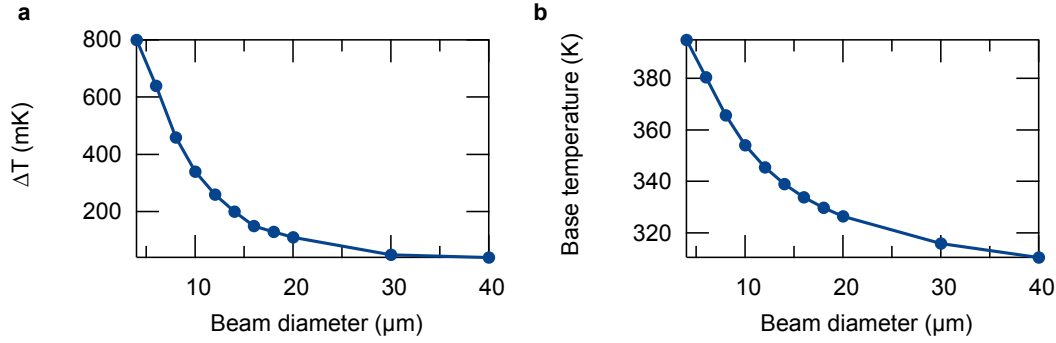 a
800
600
400
200
ΔT (mK)
10 20 30 40
Beam diameter (µm)
b
380
360
340
320
Base temperature (K)
10 20 30 40
Beam diameter (µm)